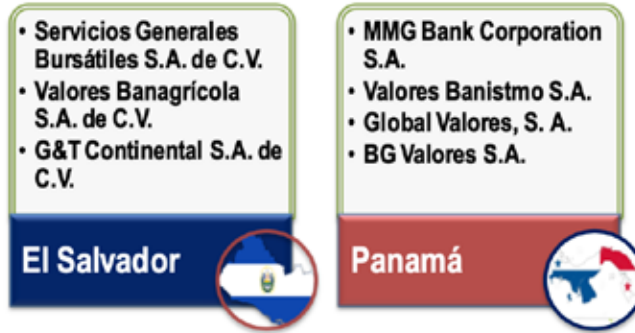 • Servicios Generales
Bursátiles S.A. de C.V.
• Valores Banagrícola
S.A. de C.V.
• G&T Continental S.A. de
C.V.
El Salvador
• MMG Bank Corporation
S.A.
• Valores Banistmo S.A.
• Global Valores, S. A.
• BG Valores S.A.
Panamá